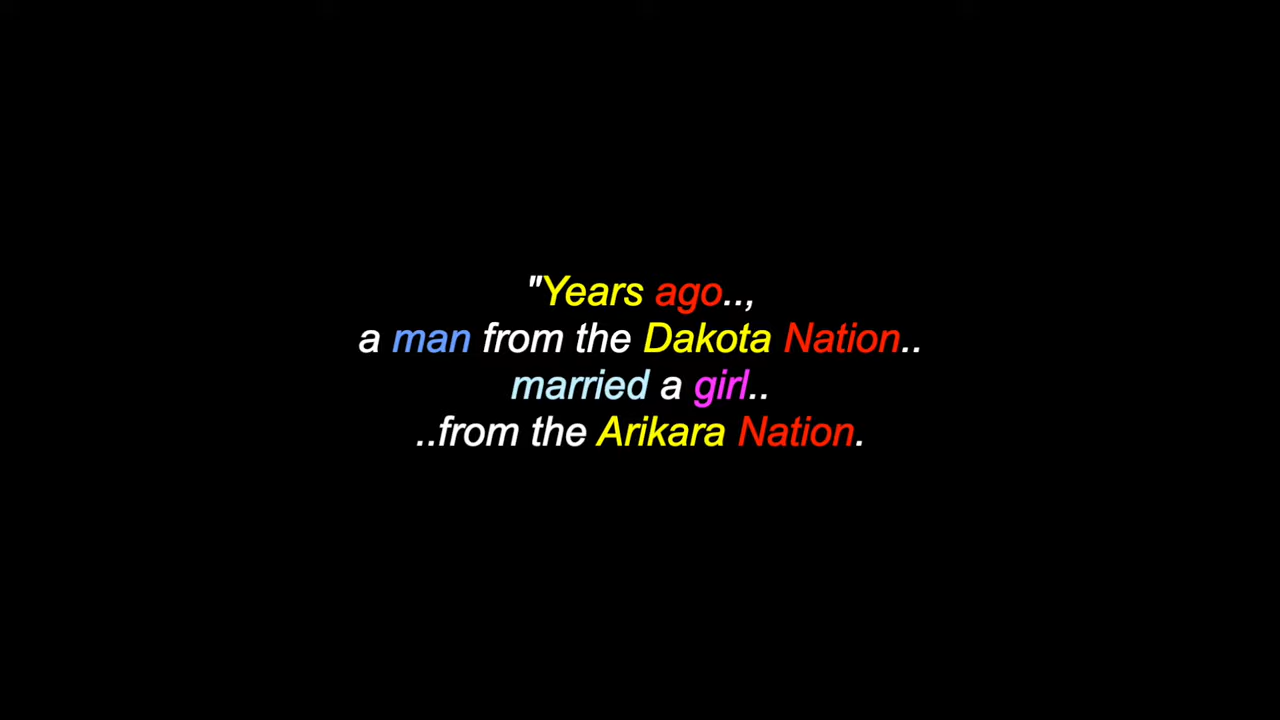 "Years ago..,
a man from the Dakota Nation..
married a girl..
..from the Arikara Nation.